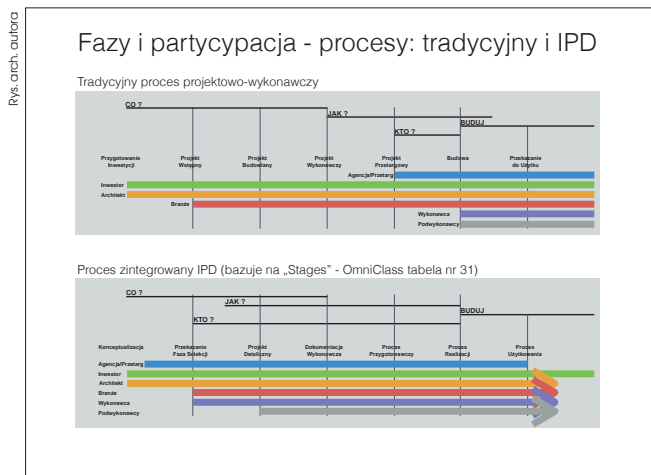 Rys. arch. autora
Fazy i partycypacja - procesy: tradycyjny i IPD
Tradycyjny proces projektowo-wykonawczy
CO ?
JAK ?
BUDUJ
KTO ?
Przygotowanie Inwestycji
Projekt Wstępny
Projekt Budowlany
Projekt Wykonawczy
Projekt Przetargowy
Budowa
Przekazanie do Użytku
Agencja/Przetarg
Inwestor
Architekt
Branże
Wykonawca
Podwykonawcy
Proces zintegrowany IPD (bazuje na „Stages” - OmniClass tabela nr 31)
CO ?
JAK ?
BUDUJ
KTO ?
Konceptualizacja
Przekazanie Faza Selekcji
Projekt Detaliczny
Dokumentacja Wykonawcza
Proces Przygotowawczy
Proces Realizacji
Proces Użytkowania
Agencja/Przetarg
Inwestor
Architekt
Branże
Wykonawca
Podwykonawcy